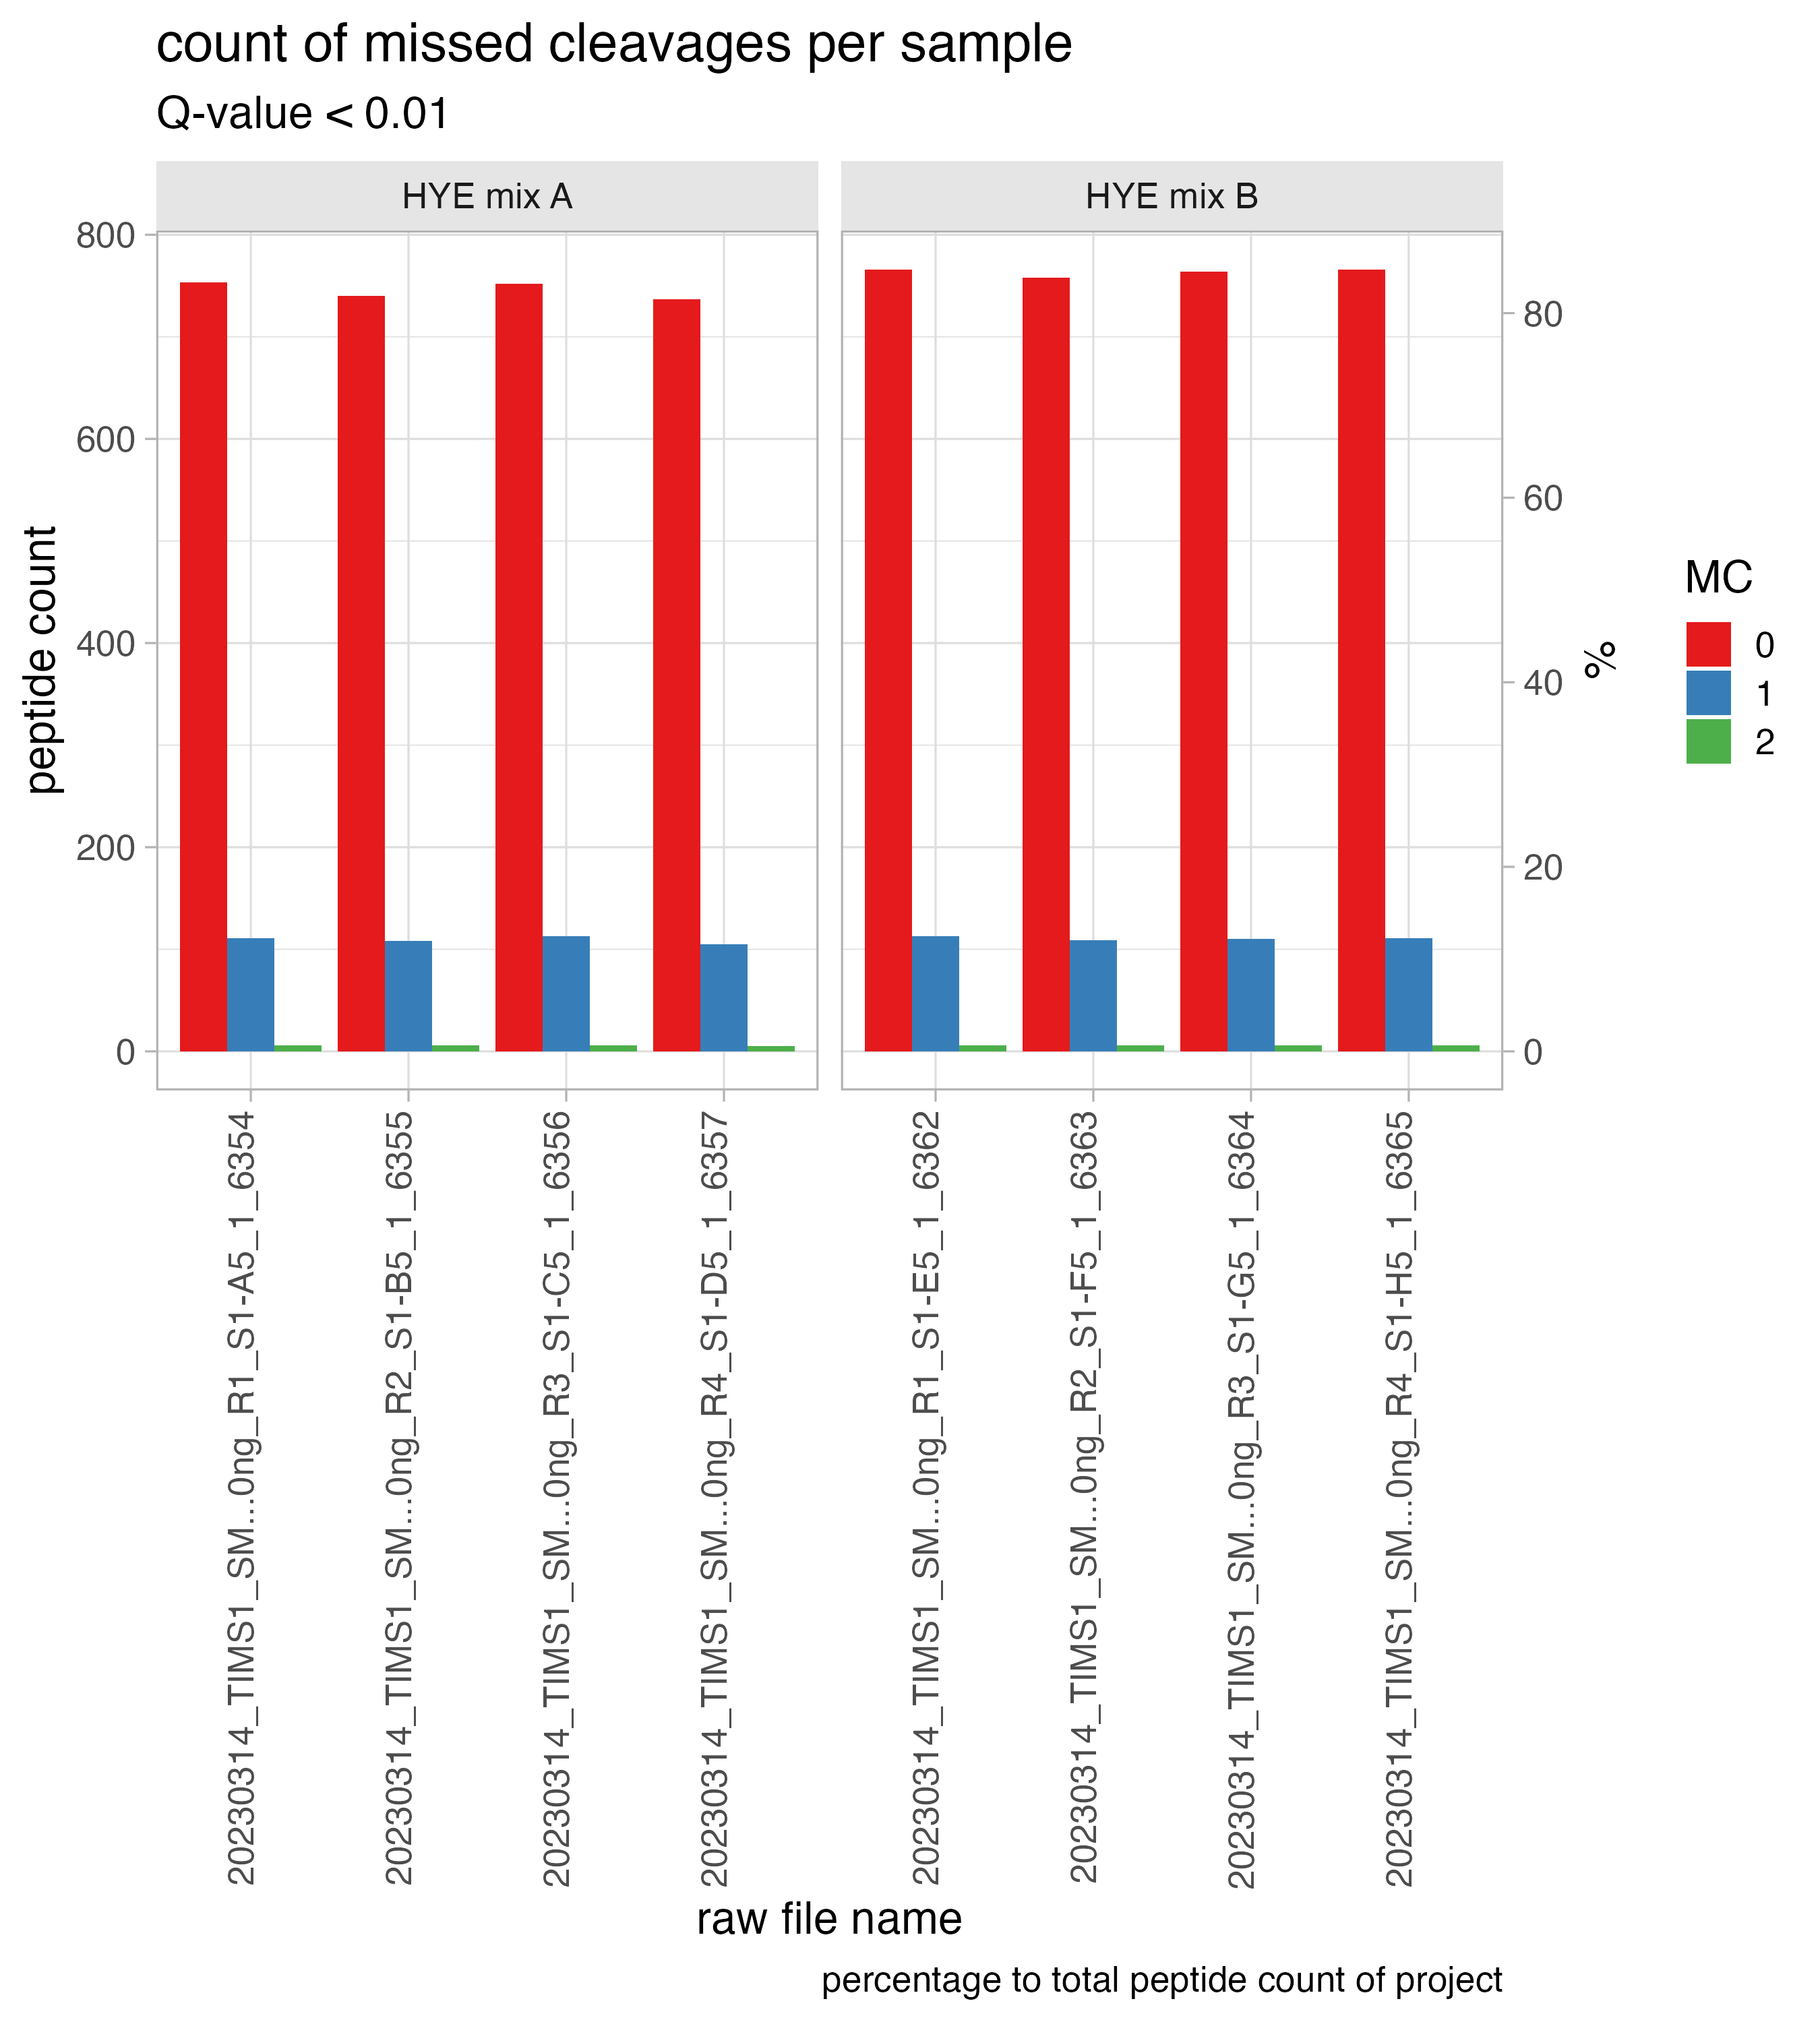 count of missed cleavages per sample
Q-value < 0.01
HYE mix A
HYE mix B
800
600
400
200
0
peptide count
80
60
40
20
0
%
MC
0
1
2
20230314_TIMS1_SM...0ng_R1_S1-A5_1_6354
20230314_TIMS1_SM...0ng_R2_S1-B5_1_6355
20230314_TIMS1_SM...0ng_R3_S1-C5_1_6356
20230314_TIMS1_SM...0ng_R4_S1-D5_1_6357
20230314_TIMS1_SM...0ng_R1_S1-E5_1_6362
20230314_TIMS1_SM...0ng_R2_S1-F5_1_6363
20230314_TIMS1_SM...0ng_R3_S1-G5_1_6364
20230314_TIMS1_SM...0ng_R4_S1-H5_1_6365
raw file name
percentage to total peptide count of project